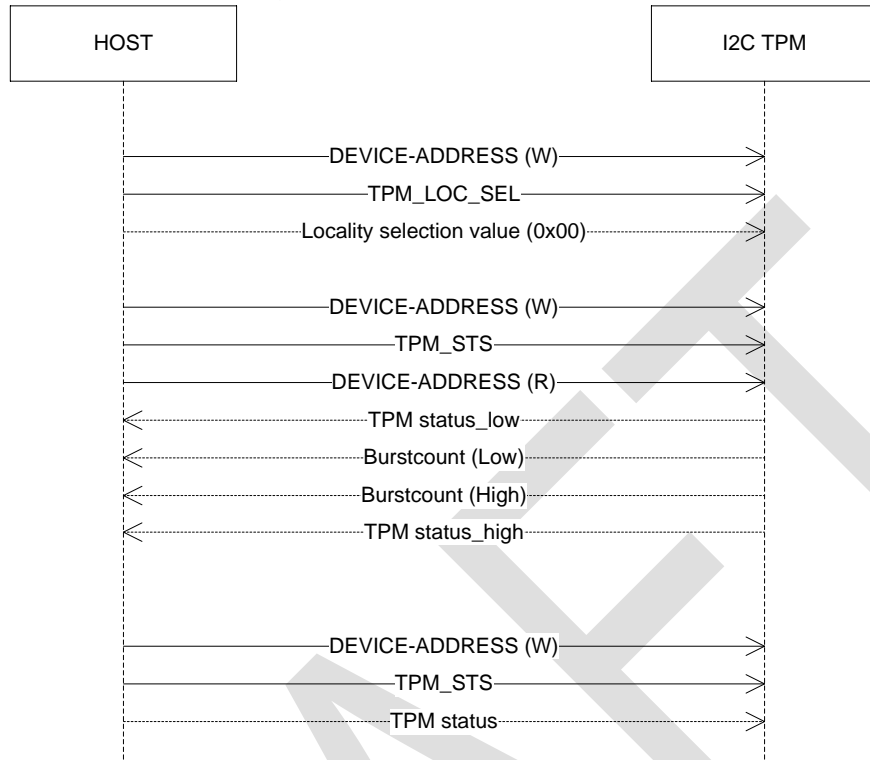 HOST
I2C TPM
DEVICE-ADDRESS (W)
TPM_LOC_SEL
Locality selection value (0x00)
DEVICE-ADDRESS (W)
TPM_STS
DEVICE-ADDRESS (R)
TPM status_low
Burstcount (Low)
Burstcount (High)
TPM status_high
DEVICE-ADDRESS (W)
TPM_STS
TPM status